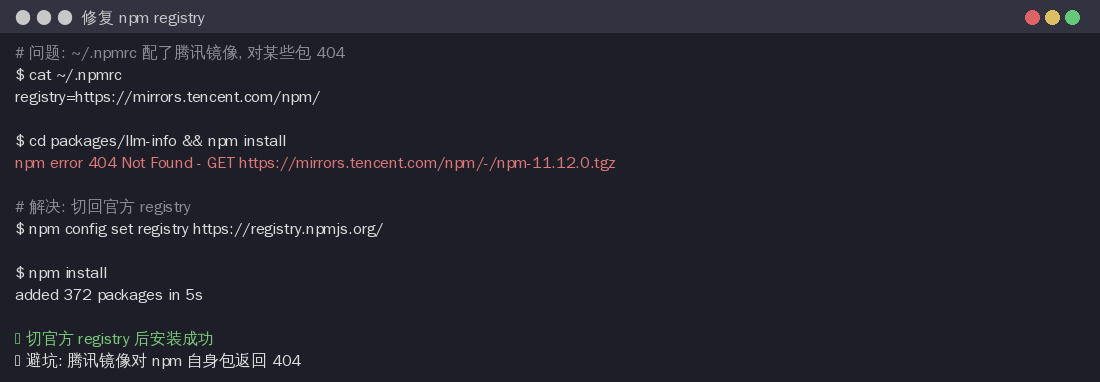 修复 npm registry
# 问题: ~/.npmrc 配了腾讯镜像, 对某些包 404
$ cat ~/.npmrc
registry=https://mirrors.tencent.com/npm/
$ cd packages/llm-info && npm install
npm error 404 Not Found - GET https://mirrors.tencent.com/npm/-/npm-11.12.0.tgz
# 解决: 切回官方 registry
$ npm config set registry https://registry.npmjs.org/
$ npm install
added 372 packages in 5s
切官方 registry 后安装成功
避坑: 腾讯镜像对 npm 自身包返回 404